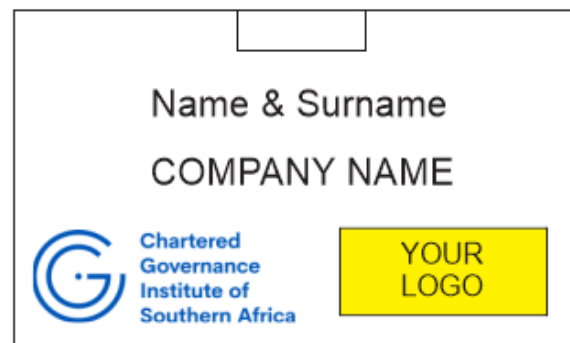 Name & Surname
COMPANY NAME
Chartered
Governance
Institute of
Southern Africa
YOUR
LOGO